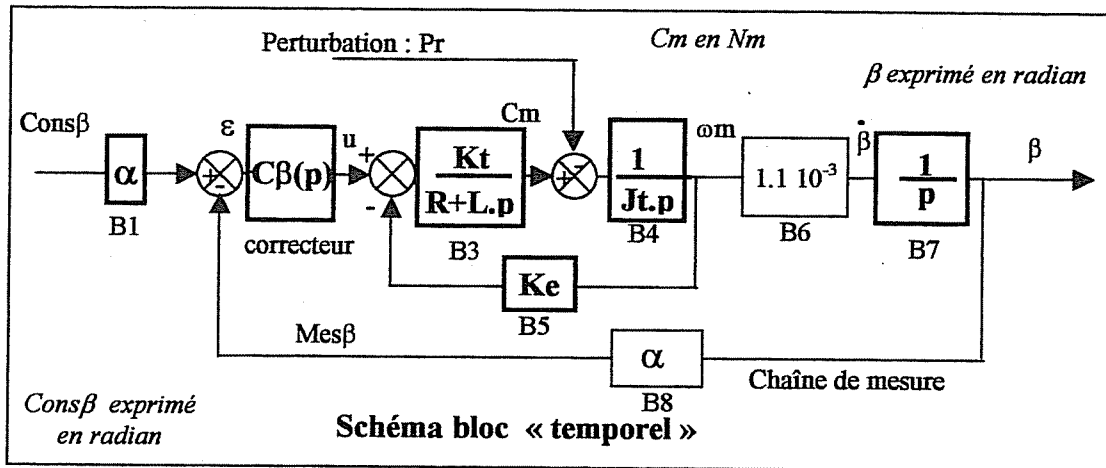 Perturbation : Pr
Cm en Nm
β exprimé en radian
Consβ
α
B1
+
-
ε
Cβ(p)
correcteur
u
+
-
Kt
R+L.p
B3
Cm
+
-
1
Jt.p
B4
ωm
1.1 10⁻³
B6
β̇
1
p
B7
β
Ke
B5
Mesβ
α
B8
Chaîne de mesure
Consβ exprimé
en radian
Schéma bloc « temporel »